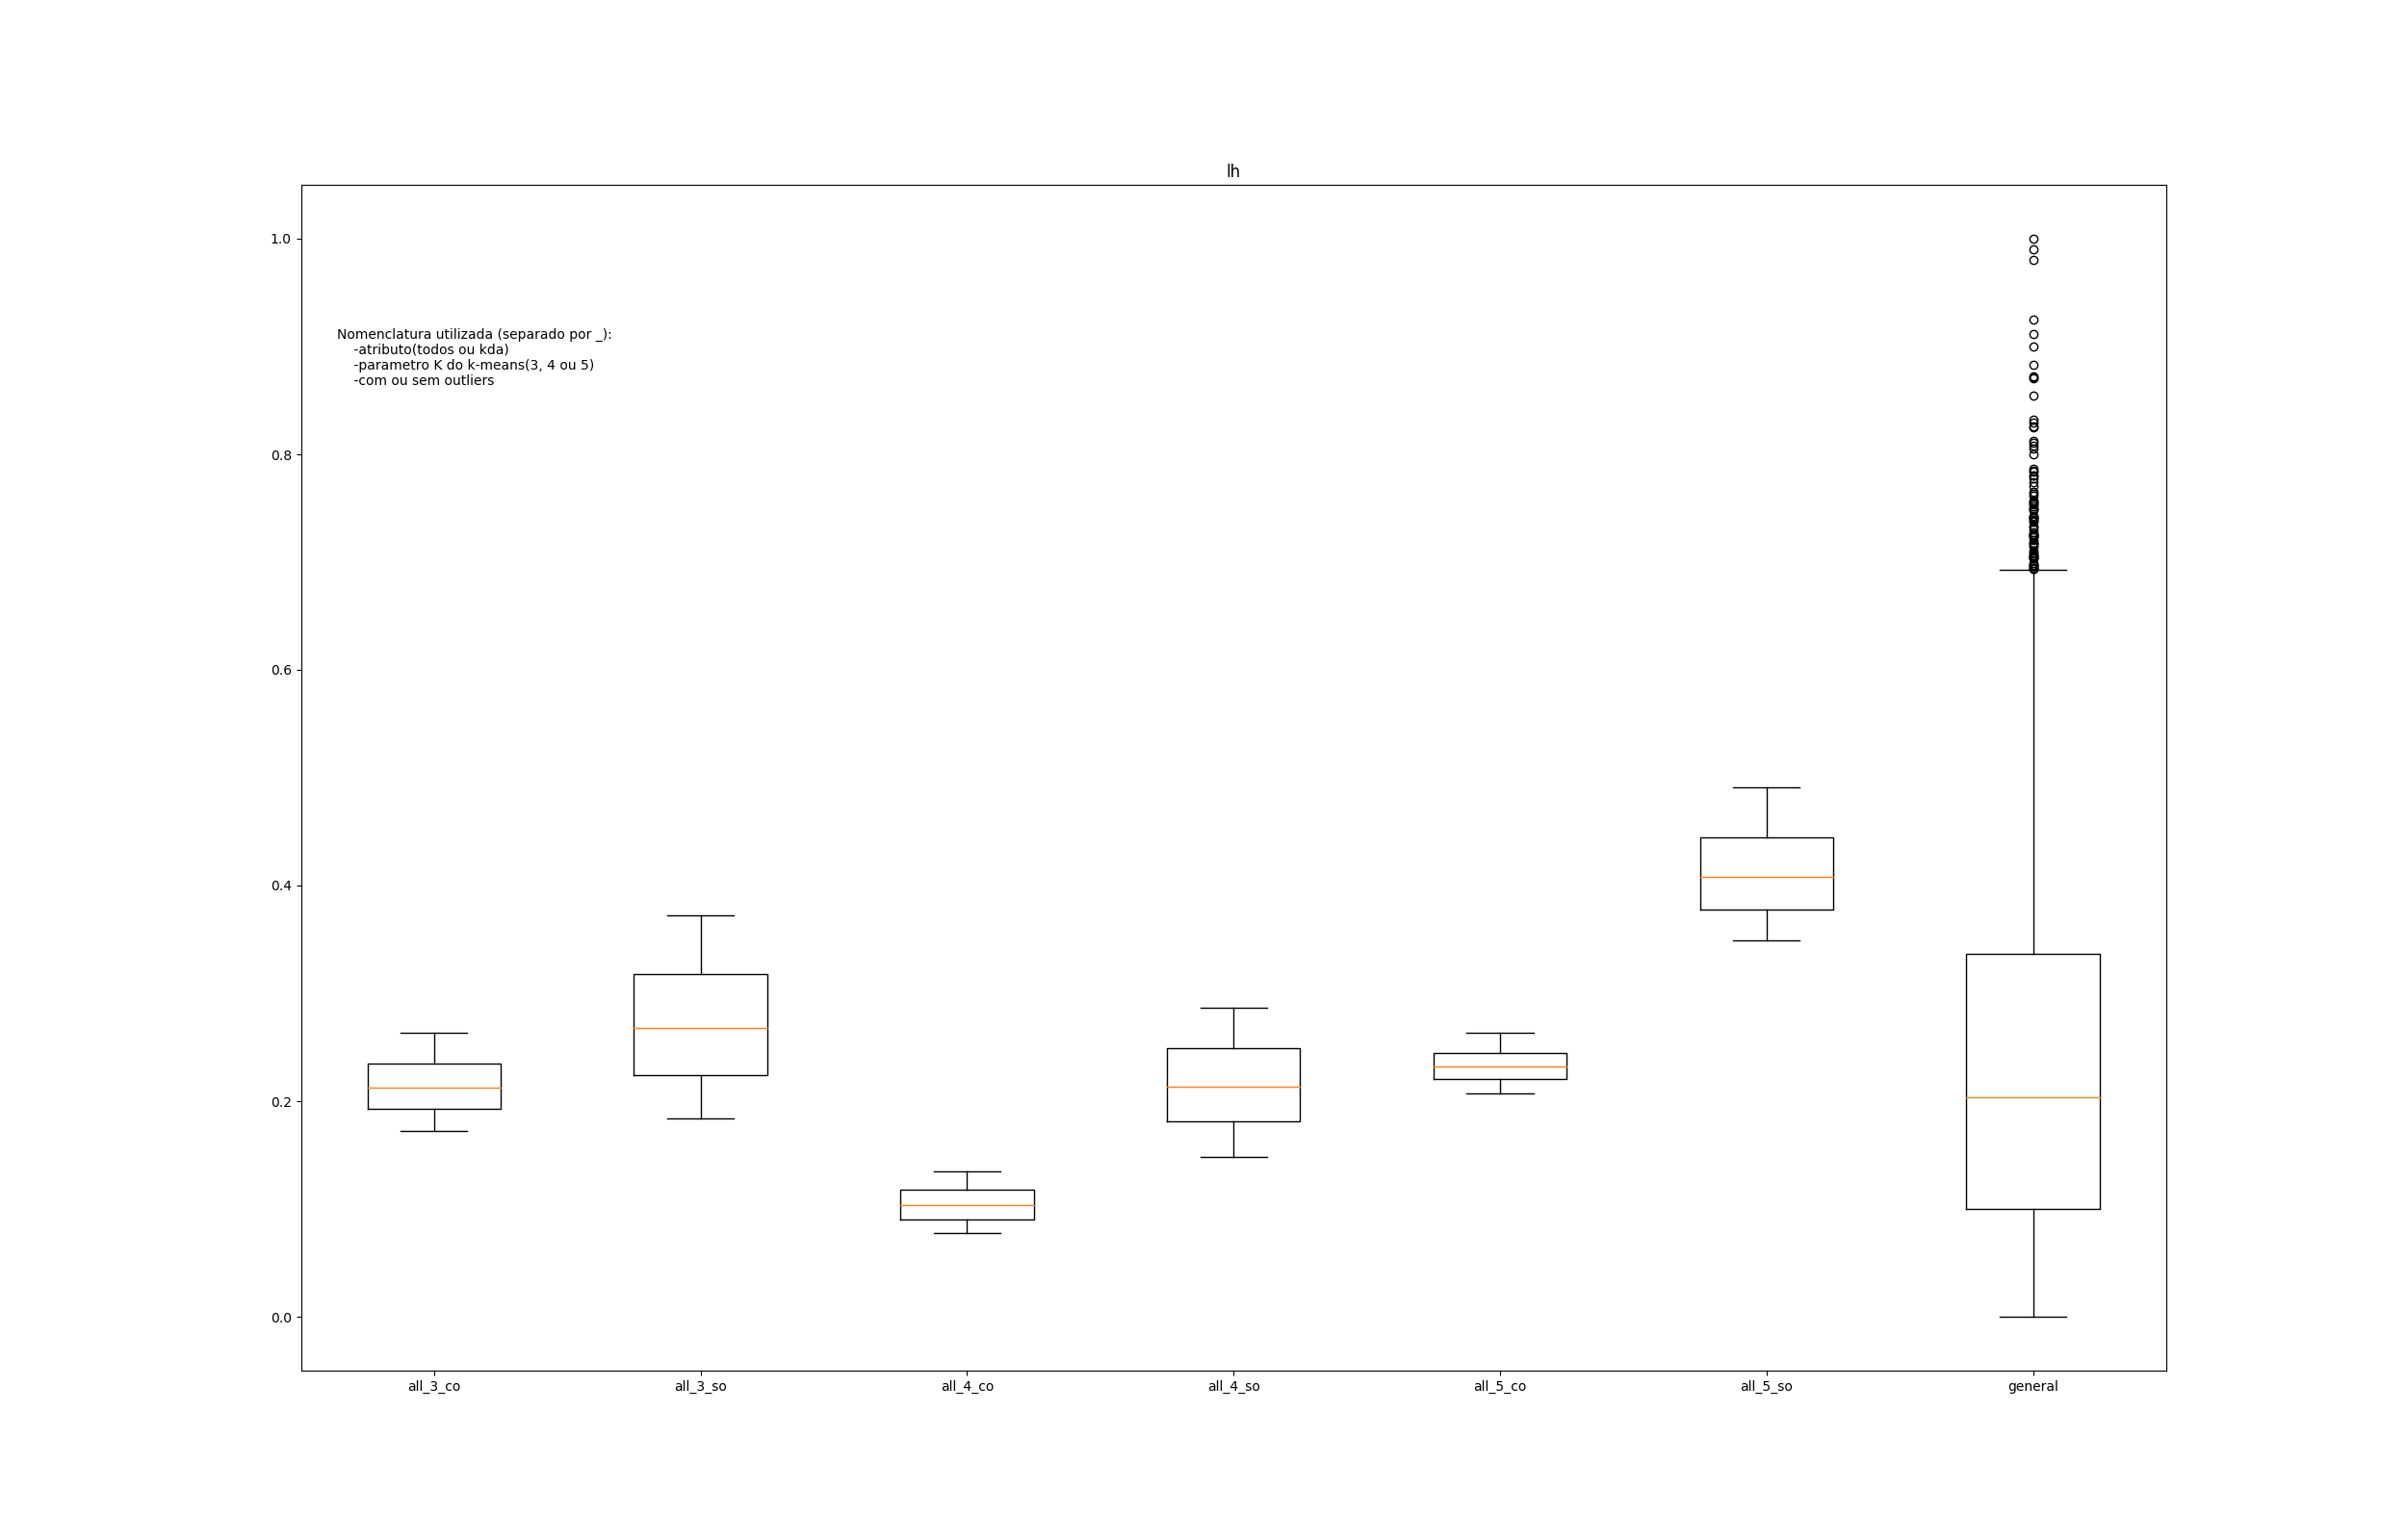 lh
1.0
Nomenclatura utilizada (separado por _):
-atributo(todos ou kda)
-parametro K do k-means(3, 4 ou 5)
-com ou sem outliers
0.8
0.6
0.4
0.2
0.0
all_3_co all_3_so all_4_co all_4_so all_5_co all_5_so general